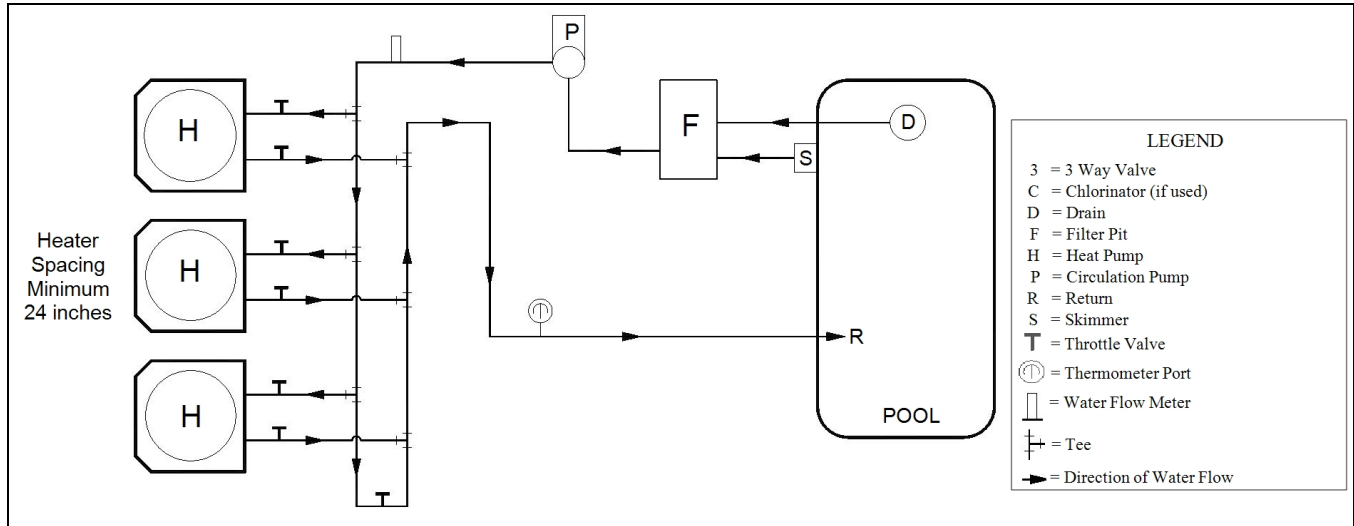 P
H
H
H
Heater
Spacing
Minimum
24 inches
F
D
S
R
POOL
LEGEND
3 = 3 Way Valve
C = Chlorinator (if used)
D = Drain
F = Filter Pit
H = Heat Pump
P = Circulation Pump
R = Return
S = Skimmer
= Throttle Valve
= Thermometer Port
= Water Flow Meter
= Tee
= Direction of Water Flow